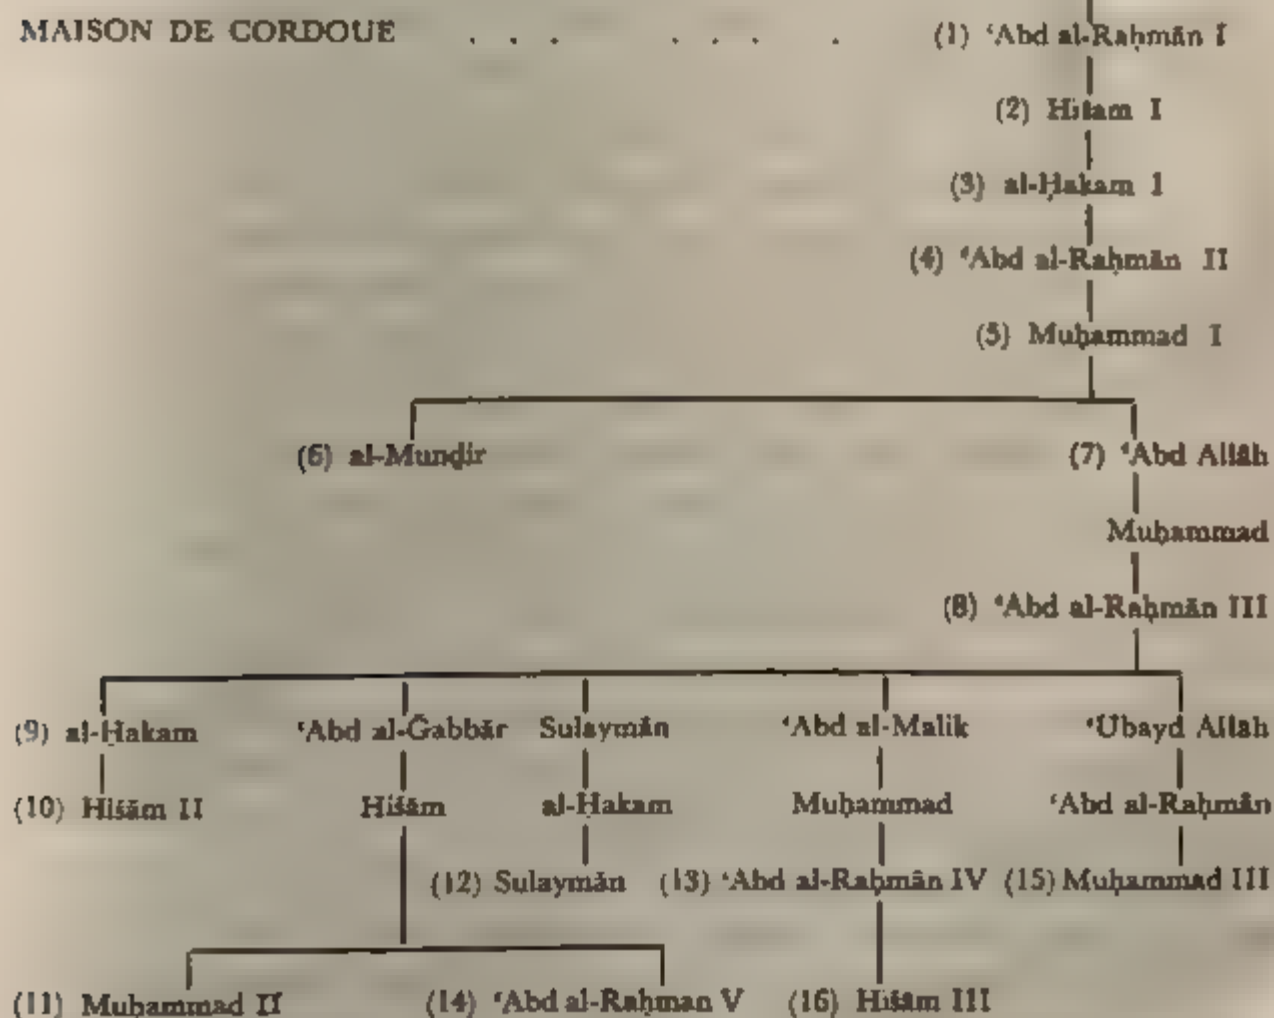 MAISON DE CORDOUE . . . . . . . (1) ‘Abd al-Raḥmān I
(2) Hišam I
(3) al-Ḥakam I
(4) ‘Abd al-Raḥmān II
(5) Muḥammad I
(6) al-Munḏir (7) ‘Abd Allāh
Muḥammad
(8) ‘Abd al-Raḥmān III
(9) al-Ḥakam ‘Abd al-Ǧabbār Sulaymān ‘Abd al-Malik ‘Ubayd Allāh
(10) Hišām II Hišām al-Ḥakam Muḥammad ‘Abd al-Raḥmān
(12) Sulaymān (13) ‘Abd al-Raḥmān IV (15) Muḥammad III
(11) Muḥammad II (14) ‘Abd al-Raḥman V (16) Hišām III